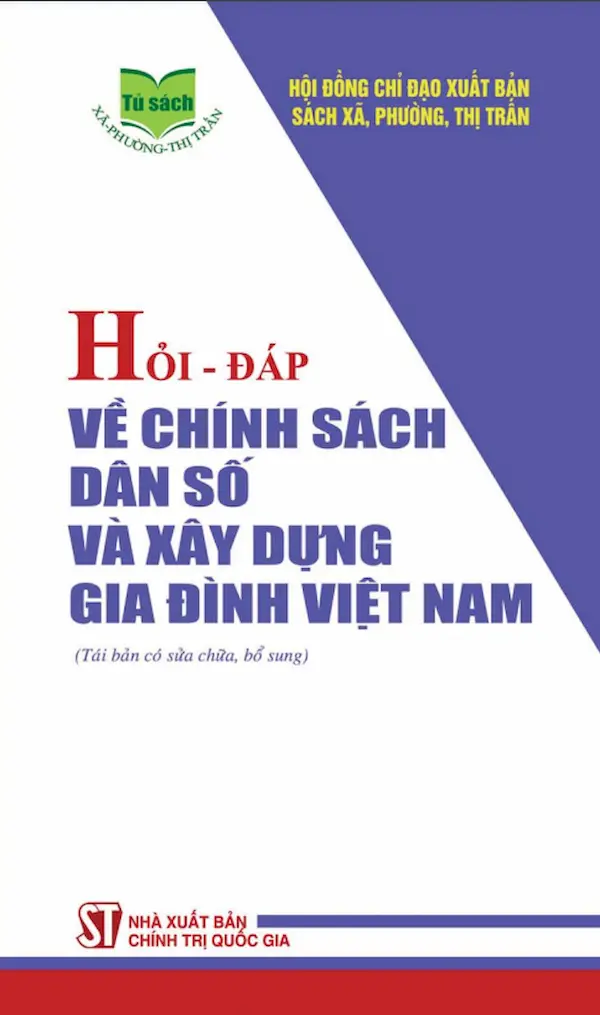 Tủ sách
XÃ-PHƯỜNG-THỊ TRẤN
HỘI ĐỒNG CHỈ ĐẠO XUẤT BẢN
SÁCH XÃ, PHƯỜNG, THỊ TRẤN
HỎI - ĐÁP
VỀ CHÍNH SÁCH
DÂN SỐ
VÀ XÂY DỰNG
GIA ĐÌNH VIỆT NAM
(Tái bản có sửa chữa, bổ sung)
ST
NHÀ XUẤT BẢN
CHÍNH TRỊ QUỐC GIA